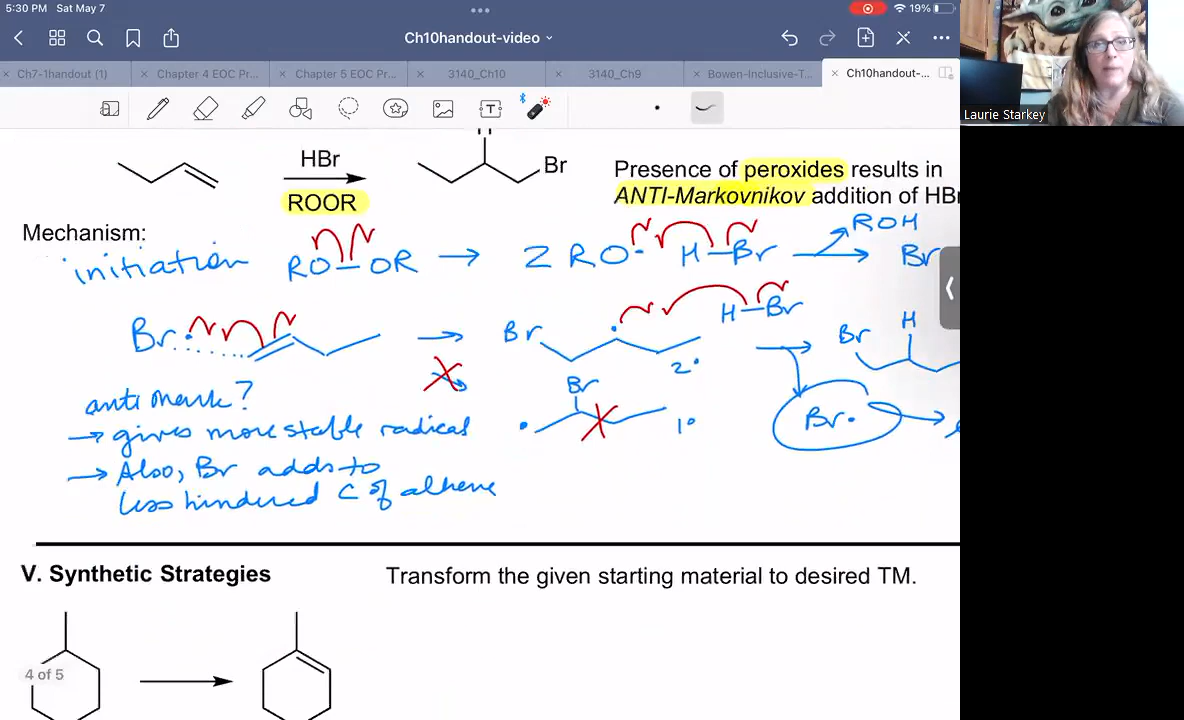 5:30 PM Sat May 7
19%
Ch10handout-video
Ch7-1handout (1)
Chapter 4 EOC Pr...
Chapter 5 EOC Pr...
3140_Ch10
3140_Ch9
Bowen-Inclusive-T...
Ch10handout-...
Laurie Starkey
HBr
ROOR
Br
Presence of peroxides results in
ANTI-Markovnikov addition of HBr
Mechanism:
initiation
RO—OR
2 RO· H—Br
ROH
Br
Br·
Br
2°
H—Br
Br H
Br
1°
Br·
anti mark?
→ gives more stable radical
→ Also, Br adds to
less hindered C of alkene
V. Synthetic Strategies
Transform the given starting material to desired TM.
4 of 5